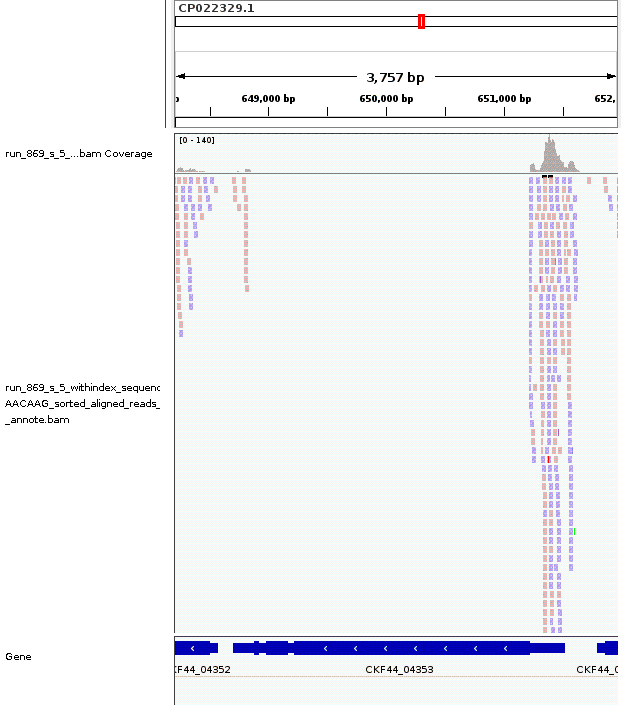 CP022329.1
3,757 bp
649,000 bp 650,000 bp 651,000 bp 652,
[0 - 140]
run_869_s_5_...bam Coverage
run_869_s_5_withindex_sequenc
AACAAG_sorted_aligned_reads_
_annote.bam
Gene
CKF44_04352 CKF44_04353 CKF44_0